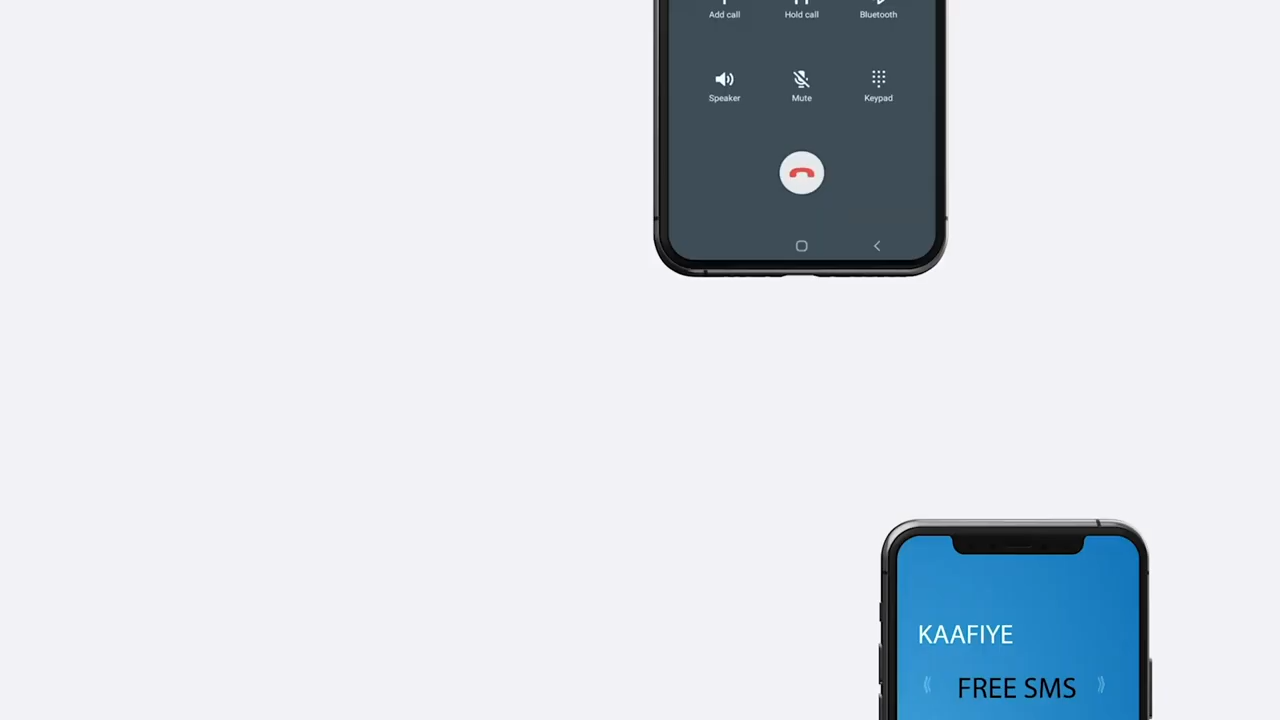 Add call Hold call Bluetooth
Speaker Mute Keypad
KAAFIYE
FREE SMS